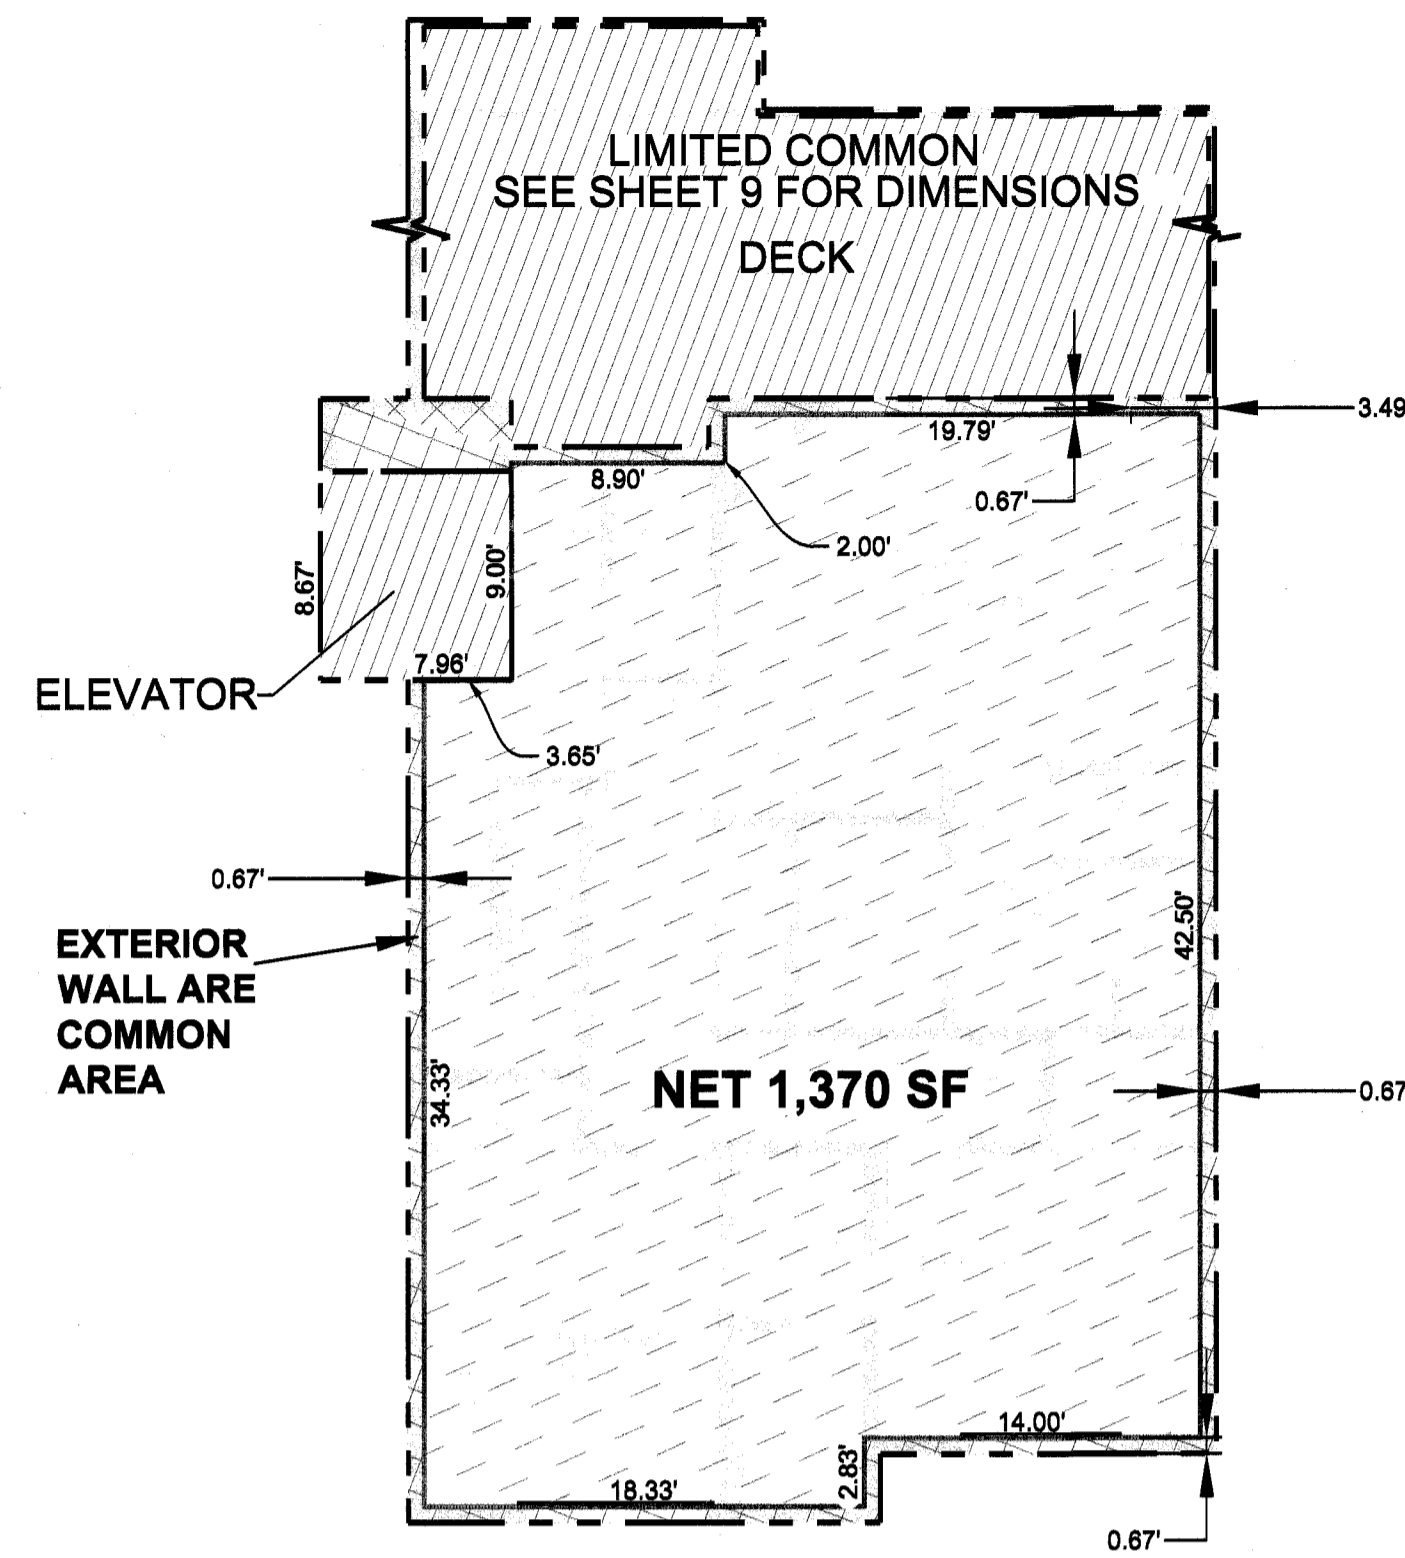 LIMITED COMMON
SEE SHEET 9 FOR DIMENSIONS
DECK
3.49
19.79'
8.90'
0.67'
2.00'
9.00'
8.67'
7.96'
ELEVATOR
3.65'
0.67'
EXTERIOR
WALL ARE
COMMON
AREA
42.50'
34.33'
NET 1,370 SF
0.67
14.00'
2.83'
18.33'
0.67'